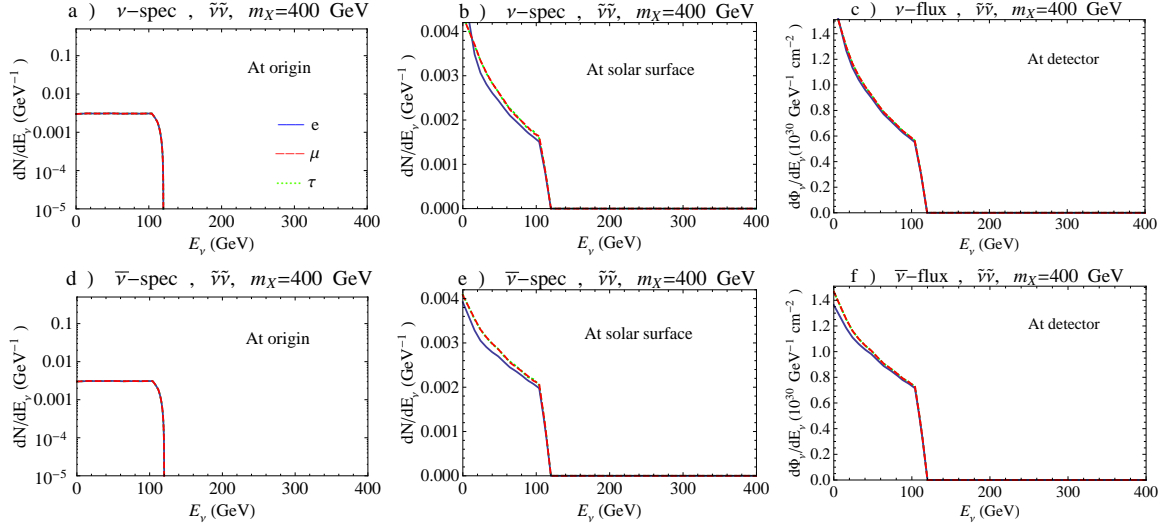 a ) ν−spec , ν̃ν̃, m_X=400 GeV
dN/dE_ν (GeV⁻¹)
0.1
0.01
0.001
10⁻⁴
10⁻⁵
At origin
e
μ
τ
0 100 200 300 400
E_ν (GeV)
b ) ν−spec , ν̃ν̃, m_X=400 GeV
dN/dE_ν (GeV⁻¹)
0.004
0.003
0.002
0.001
0.000
At solar surface
0 100 200 300 400
E_ν (GeV)
c ) ν−flux , ν̃ν̃, m_X=400 GeV
dΦ_ν/dE_ν (10³⁰ GeV⁻¹ cm⁻²)
1.4
1.2
1.0
0.8
0.6
0.4
0.2
0.0
At detector
0 100 200 300 400
E_ν (GeV)
d ) ν̅−spec , ν̃ν̃, m_X=400 GeV
dN/dE_ν (GeV⁻¹)
0.1
0.01
0.001
10⁻⁴
10⁻⁵
At origin
0 100 200 300 400
E_ν (GeV)
e ) ν̅−spec , ν̃ν̃, m_X=400 GeV
dN/dE_ν (GeV⁻¹)
0.004
0.003
0.002
0.001
0.000
At solar surface
0 100 200 300 400
E_ν (GeV)
f ) ν̅−flux , ν̃ν̃, m_X=400 GeV
dΦ_ν/dE_ν (10³⁰ GeV⁻¹ cm⁻²)
1.4
1.2
1.0
0.8
0.6
0.4
0.2
0.0
At detector
0 100 200 300 400
E_ν (GeV)